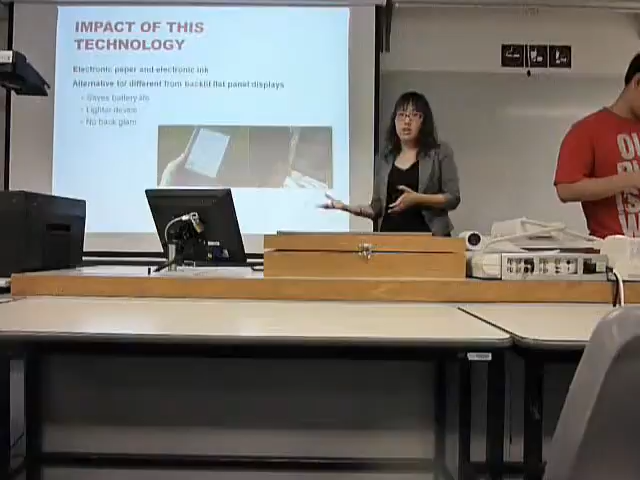 IMPACT OF THIS
TECHNOLOGY
Electronic paper and electronic ink
Alternative for different from backlit flat panel displays
Saves battery life
Lighter device
No back glare